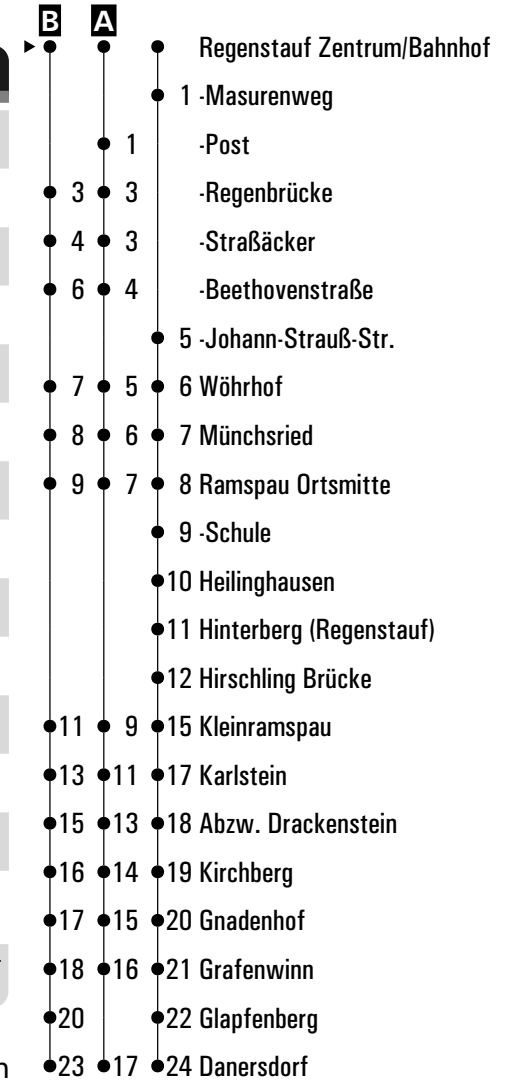 B A
Regenstauf Zentrum/Bahnhof
1 -Masurenweg
1 -Post
3 3 -Regenbrücke
4 3 -Straßäcker
6 4 -Beethovenstraße
5 -Johann-Strauß-Str.
7 5 6 Wöhrhof
8 6 7 Münchsried
9 7 8 Ramspau Ortsmitte
9 -Schule
10 Heilinghausen
11 Hinterberg (Regenstauf)
12 Hirschling Brücke
11 9 15 Kleinramspau
13 11 17 Karlstein
15 13 18 Abzw. Drackenstein
16 14 19 Kirchberg
17 15 20 Gnadenhof
18 16 21 Grafenwinn
20 22 Glapfenberg
23 17 24 Danersdorf